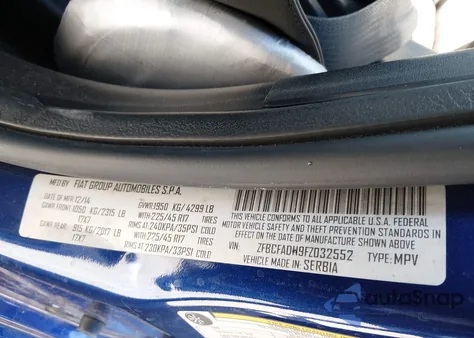 MFD BY FIAT GROUP AUTOMOBILES S.P.A.
DATE OF MFR 12/14 GVWR 1950 KG/4299 LB
GAWR FRONT 1050 KG/2315 LB WITH 225/45 R17 TIRES
17X7 RIMS AT 240KPA/35PSI COLD
GAWR REAR 915 KG/2017 LB WITH 225/45 R17 TIRES
17X7 RIMS AT 230KPA/33PSI COLD
THIS VEHICLE CONFORMS TO ALL APPLICABLE U.S.A. FEDERAL MOTOR
VEHICLE SAFETY, BUMPER, AND THEFT PREVENTION STANDARDS
IN EFFECT ON THE DATE OF MANUFACTURE SHOWN ABOVE.
VIN: ZFBCFADH9FZ032552 TYPE: MPV
VEHICLE MADE IN: SERBIA
autoSnap